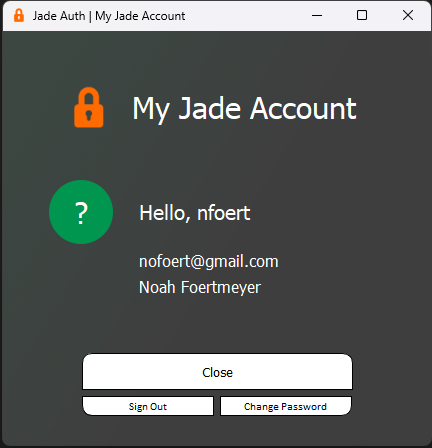 Jade Auth | My Jade Account
My Jade Account
?
Hello, nfoert
nofoert@gmail.com
Noah Foertmeyer
Close
Sign Out
Change Password